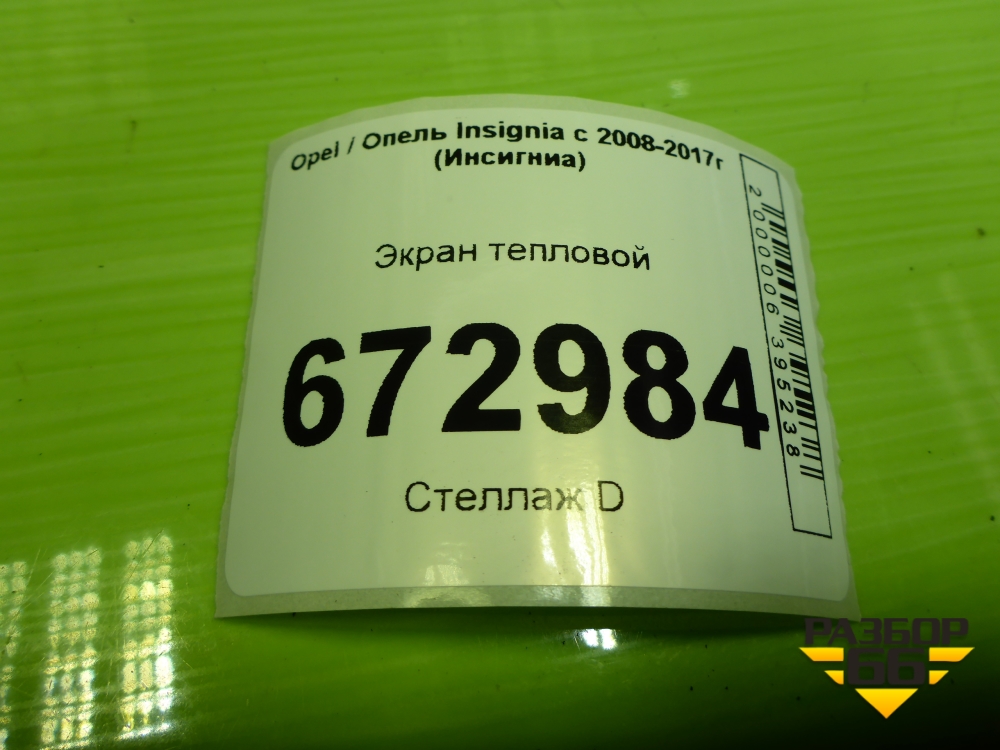 Opel / Опель Insignia с 2008-2017г
(Инсигниа)
Экран тепловой
672984
Стеллаж D
2000006395238
РАЗБОР
66